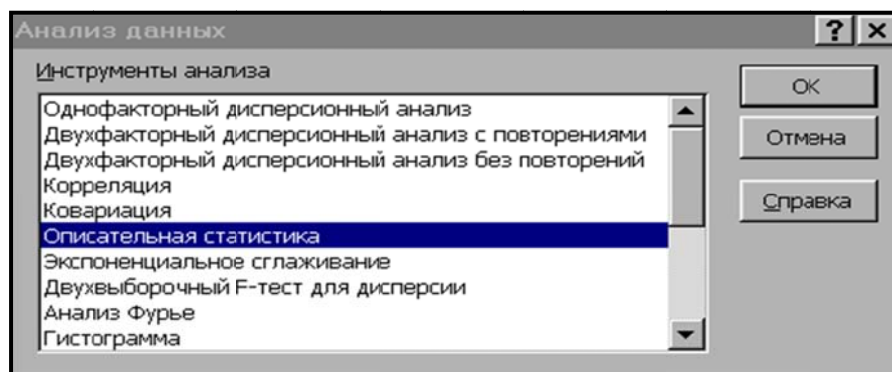 Анализ данных
Инструменты анализа
Однофакторный дисперсионный анализ
Двухфакторный дисперсионный анализ с повторениями
Двухфакторный дисперсионный анализ без повторений
Корреляция
Ковариация
Описательная статистика
Экспоненциальное сглаживание
Двухвыборочный F-тест для дисперсии
Анализ Фурье
Гистограмма
OK
Отмена
Справка